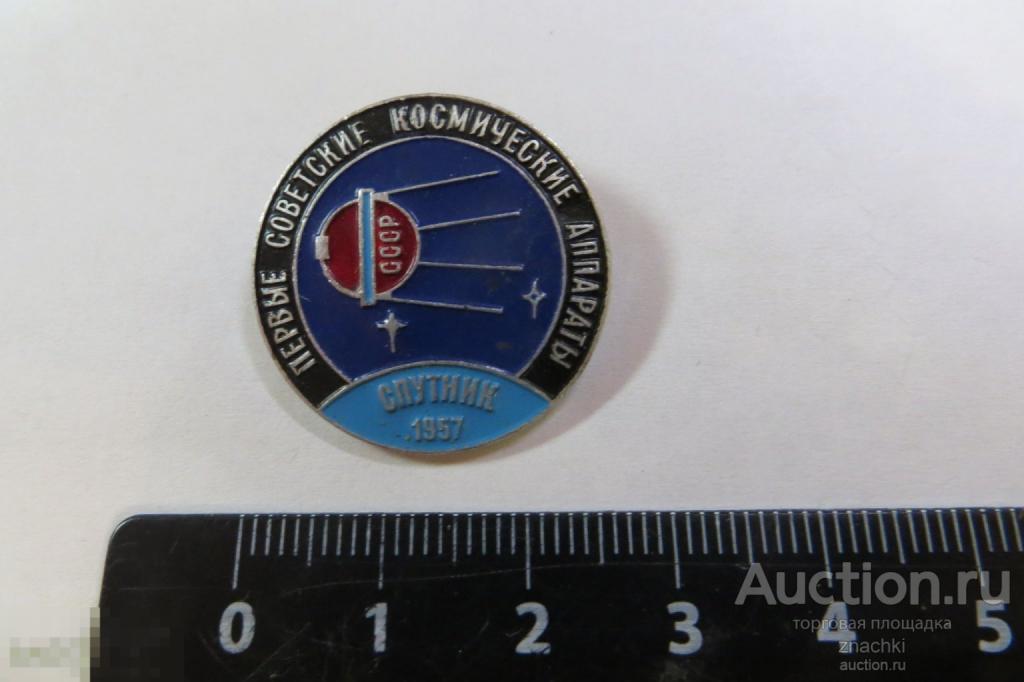 ПЕРВЫЕ СОВЕТСКИЕ КОСМИЧЕСКИЕ АППАРАТЫ
СССР
СПУТНИК
1957
0 1 2 3 4 5
Auction.ru
торговая площадка
znachki
auction.ru